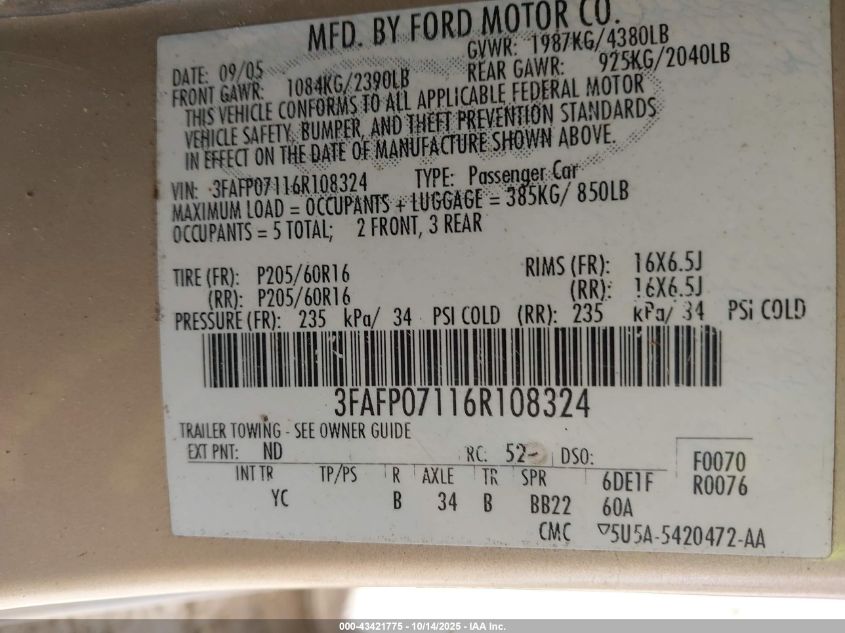 MFD. BY FORD MOTOR CO.
DATE: 09/05 GVWR: 1987KG/4380LB
FRONT GAWR: 1084KG/2390LB REAR GAWR: 925KG/2040LB
THIS VEHICLE CONFORMS TO ALL APPLICABLE FEDERAL MOTOR
VEHICLE SAFETY, BUMPER, AND THEFT PREVENTION STANDARDS
IN EFFECT ON THE DATE OF MANUFACTURE SHOWN ABOVE.
VIN: 3FAFP07116R108324 TYPE: Passenger Car
MAXIMUM LOAD = OCCUPANTS + LUGGAGE = 385KG/ 850LB
OCCUPANTS = 5 TOTAL; 2 FRONT, 3 REAR
TIRE (FR): P205/60R16 RIMS (FR): 16X6.5J
(RR): P205/60R16 (RR): 16X6.5J
PRESSURE (FR): 235 kPa/ 34 PSI COLD (RR): 235 kPa/ 34 PSi COLD
3FAFP07116R108324
TRAILER TOWING - SEE OWNER GUIDE
EXT PNT: ND RC: 52- DSO: F0070
INT TR TP/PS R AXLE TR SPR 6DE1F R0076
YC B 34 B BB22 60A
CMC ▽5U5A-5420472-AA
000-43421775 - 10/14/2025 - IAA Inc.